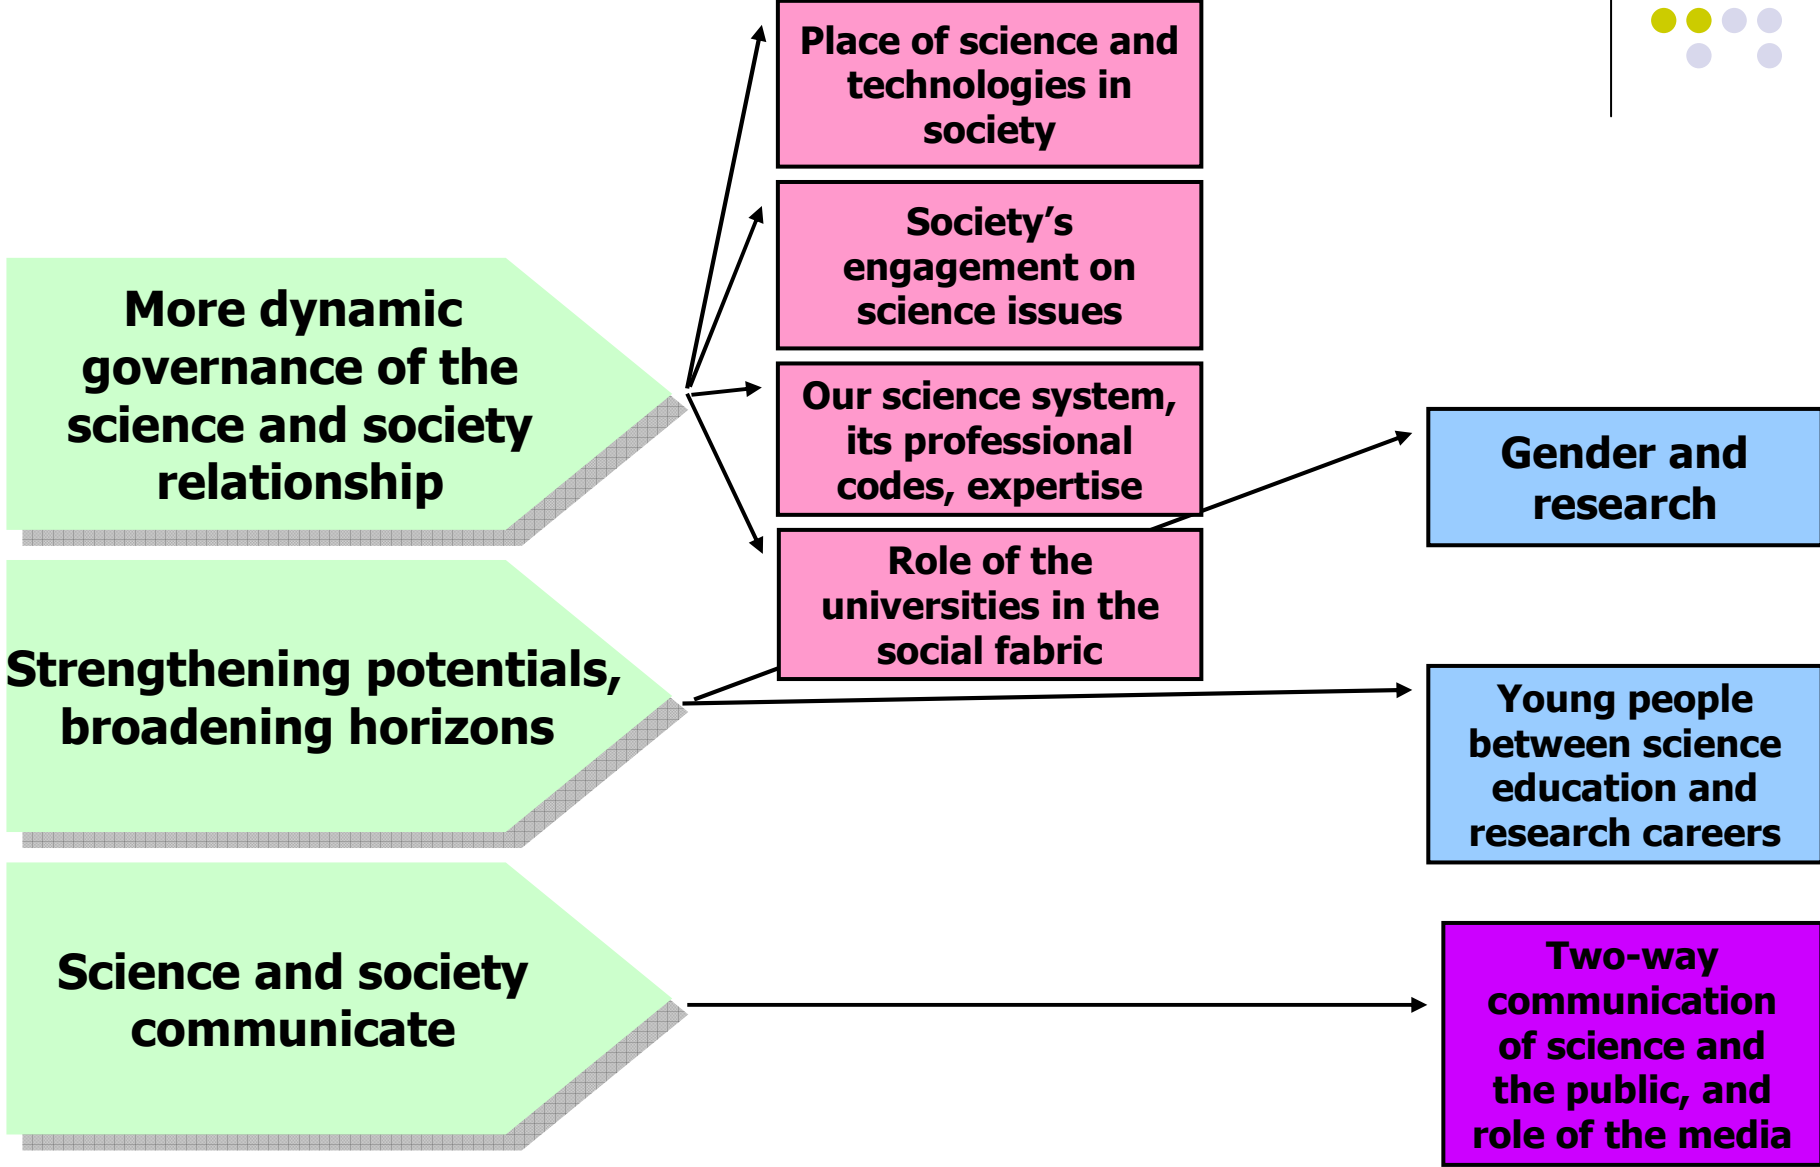 Place of science and
technologies in
society
Society’s
engagement on
science issues
More dynamic
governance of the
science and society
relationship
Our science system,
its professional
codes, expertise
Gender and
research
Role of the
universities in the
social fabric
Strengthening potentials,
broadening horizons
Young people
between science
education and
research careers
Science and society
communicate
Two-way
communication
of science and
the public, and
role of the media